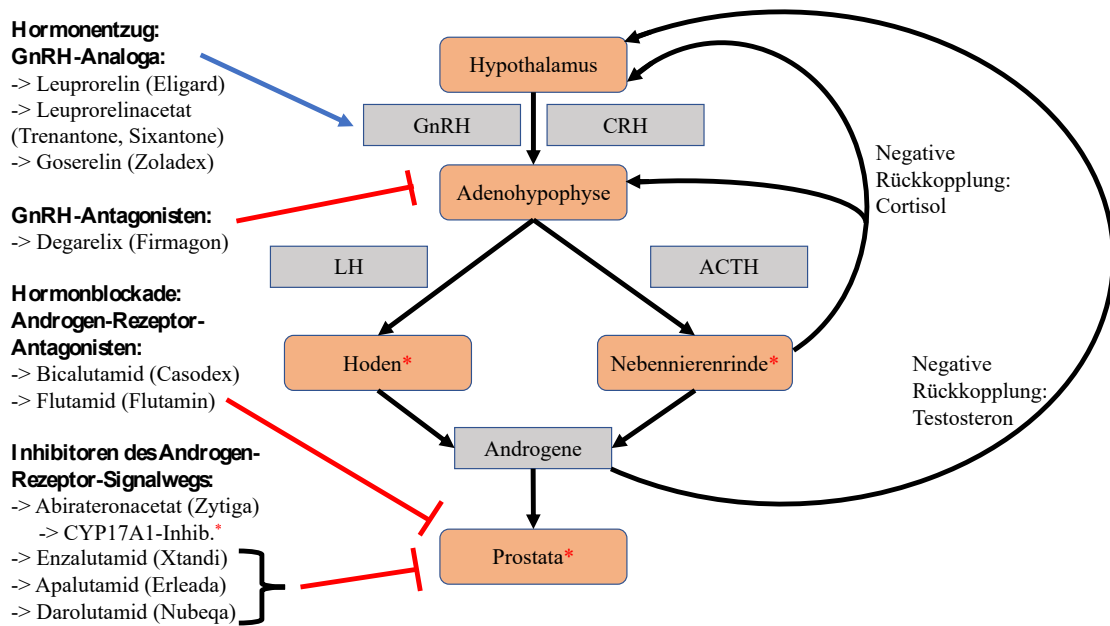 Hormonentzug:
GnRH-Analoga:
-> Leuprorelin (Eligard)
-> Leuprorelinacetat
(Trenantone, Sixantone)
-> Goserelin (Zoladex)
GnRH-Antagonisten:
-> Degarelix (Firmagon)
Hormonblockade:
Androgen-Rezeptor-
Antagonisten:
-> Bicalutamid (Casodex)
-> Flutamid (Flutamin)
Inhibitoren des Androgen-
Rezeptor-Signalwegs:
-> Abirateronacetat (Zytiga)
-> CYP17A1-Inhib.*
-> Enzalutamid (Xtandi)
-> Apalutamid (Erleada)
-> Darolutamid (Nubeqa)
Hypothalamus
GnRH
CRH
Adenohypophyse
LH
ACTH
Hoden*
Nebennierenrinde*
Androgene
Prostata*
Negative
Rückkopplung:
Cortisol
Negative
Rückkopplung:
Testosteron